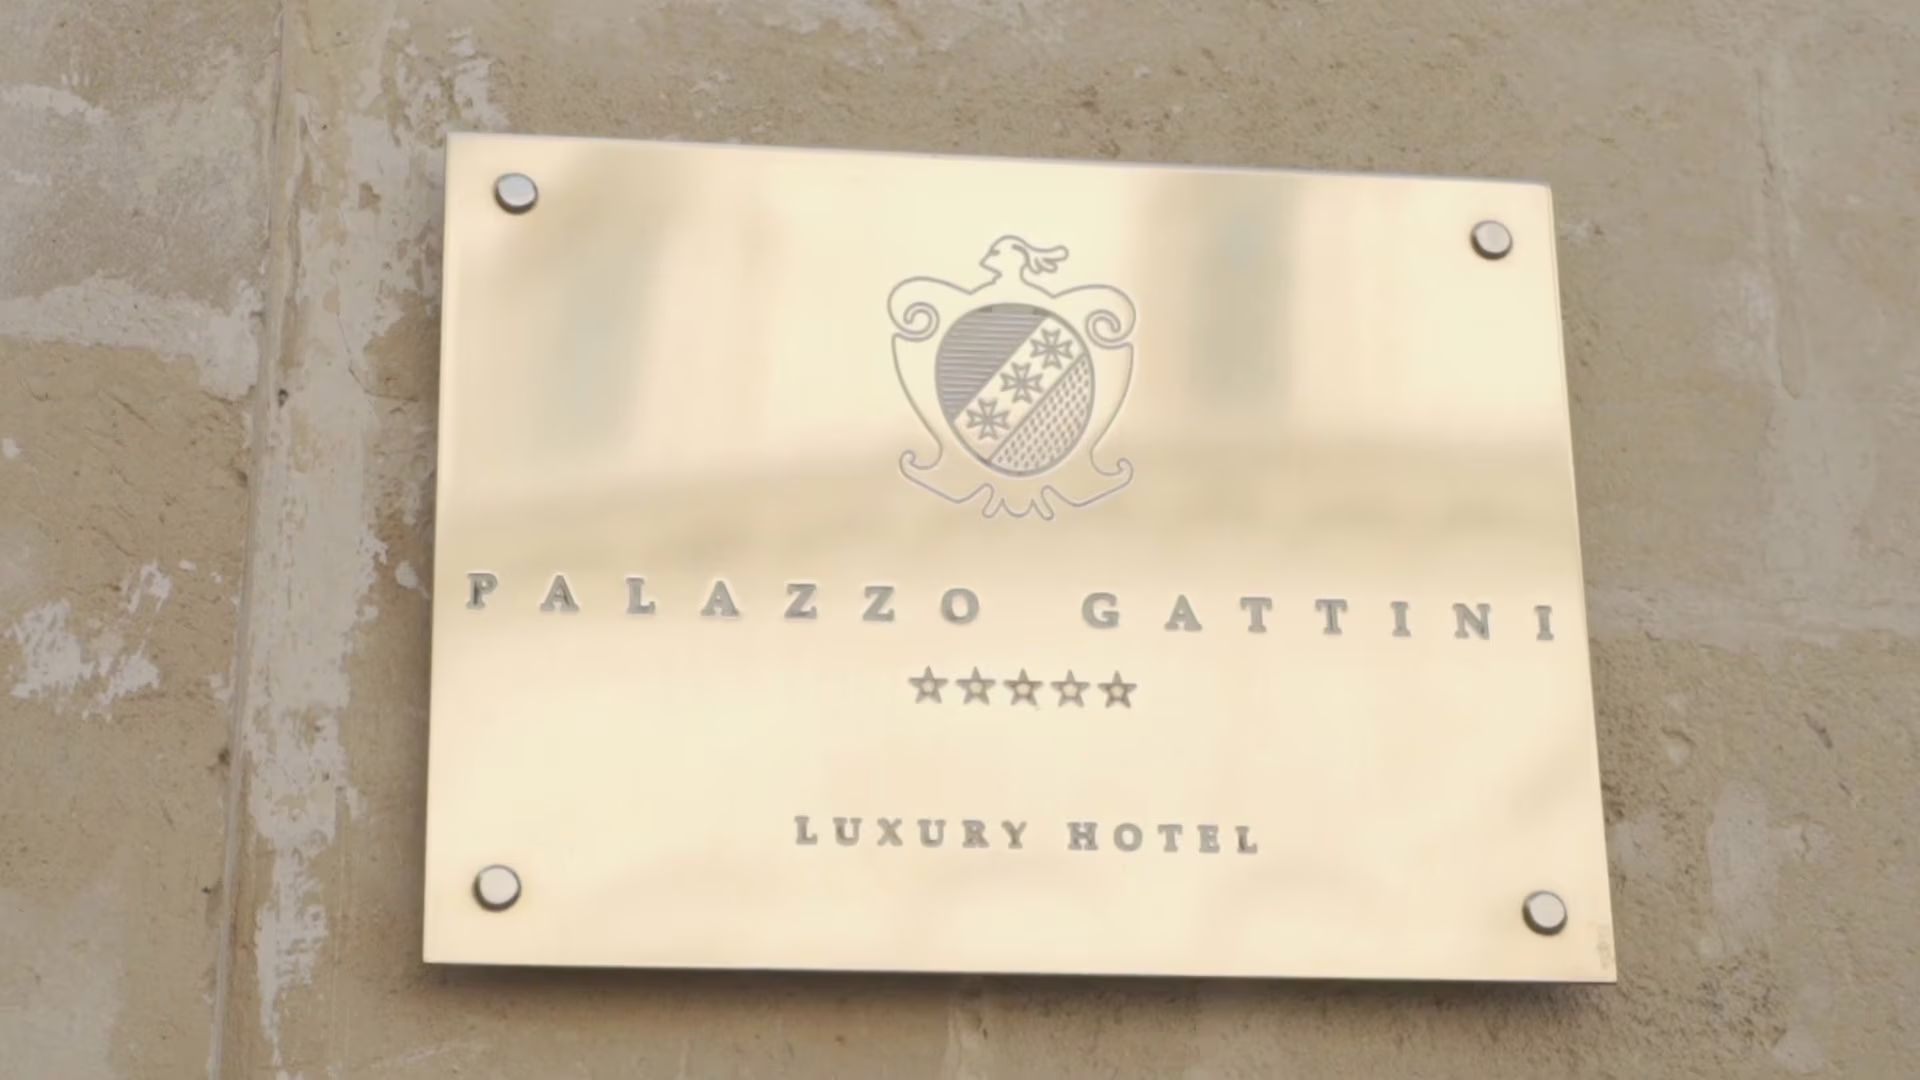 PALAZZO GATTINI
★★★★★
LUXURY HOTEL